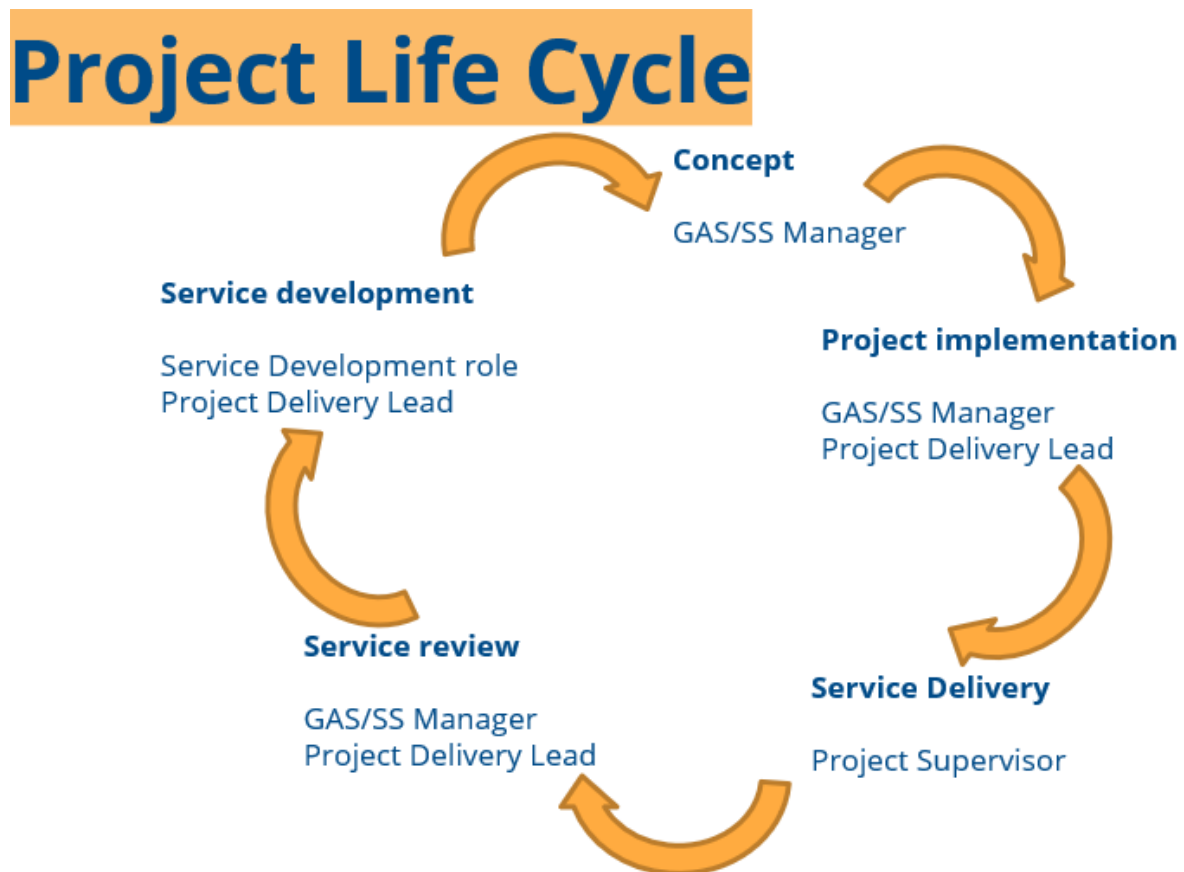 Project Life Cycle
Concept
GAS/SS Manager
Project implementation
GAS/SS Manager
Project Delivery Lead
Service Delivery
Project Supervisor
Service review
GAS/SS Manager
Project Delivery Lead
Service development
Service Development role
Project Delivery Lead